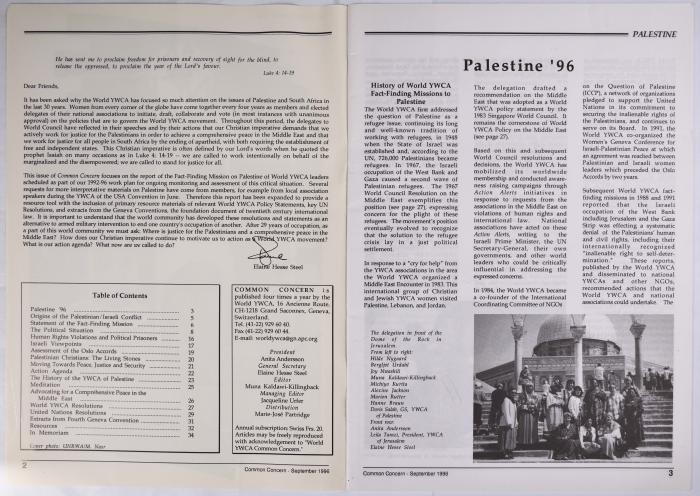 He has sent me to proclaim freedom for prisoners and recovery of sight for the blind, to
release the oppressed, to proclaim the year of the Lord's favour.
Luke 4: 14-19
Dear Friends,
It has been asked why the World YWCA has focused so much attention on the issues of Palestine and South Africa in
the last 30 years. Women from every corner of the globe have come together every four years as members and elected
delegates of their national associations to initiate, draft, collaborate and vote (in most instances with unanimous
approval) on the policies that are to govern the World YWCA movement. Throughout this period, the delegates to
World Council have reflected in their speeches and by their actions that our Christian imperative demands that we
actively work for justice for the Palestinians in order to achieve a comprehensive peace in the Middle East and that
we work for justice for all people in South Africa by the ending of apartheid, with both requiring the establishment of
free and independent states. This Christian imperative is often defined by our Lord's words when he quoted the
prophet Isaiah on many occasions as in Luke 4: 14-19 – we are called to work intentionally on behalf of the
marginalised and the disempowered; we are called to stand for justice for all.
This issue of Common Concern focuses on the report of the Fact-Finding Mission on Palestine of World YWCA leaders
scheduled as part of our 1992-96 work plan for ongoing monitoring and assessment of this critical situation. Several
requests for more interpretative materials on Palestine have come from members, for example from local association
speakers during the YWCA of the USA Convention in June. Therefore this report has been expanded to provide a
resource tool with the inclusion of primary resource materials of relevant World YWCA Policy Statements, key UN
Resolutions, and extracts from the Geneva Conventions, the foundation document of twentieth century international
law. It is important to understand that the world community has developed these resolutions and statements as an
alternative to armed military intervention to end one country's occupation of another. After 29 years of occupation, as
a part of this world community we must ask: Where is justice for the Palestinians and a comprehensive peace in the
Middle East? How does our Christian imperative continue to motivate us to action as a World YWCA movement?
What is our action agenda? What now are we called to do?
Elaine Hesse Steel
Table of Contents
Palestine '96 3
Origins of the Palestinian / Israeli Conflict 5
Statement of the Fact-Finding Mission 6
The Political Situation 8
Human Rights Violations and Political Prisoners 16
Israeli Viewpoints 17
Assessment of the Oslo Accords 19
Palestinian Christians: The Living Stones 20
Moving Towards Peace, Justice and Security 21
Action Agenda 22
The History of the YWCA of Palestine 23
Meditation 25
Advocating for a Comprehensive Peace in the
Middle East 26
World YWCA Resolutions 27
United Nations Resolutions 29
Extracts from Fourth Geneva Convention 31
Resources 32
In Memoriam 34
Cover photo: UNRWA/M. Nasr
COMMON CONCERN is
published four times a year by the
World YWCA, 16 Ancienne Route,
CH-1218 Grand Saconnex, Geneva,
Switzerland.
Tel. (41-22) 929 60 40.
Fax (41-22) 929 60 44.
E-mail: worldywca@gn.apc.org
President
Anita Andersson
General Secretary
Elaine Hesse Steel
Editor
Muna Kaldawi-Killingback
Managing Editor
Jacqueline Urfer
Distribution
Marie-José Partridge
Annual subscription: Swiss Frs. 20.
Articles may be freely reproduced
with acknowledgement to "World
YWCA Common Concern."
2
Common Concern - September 1996
PALESTINE
Palestine '96
History of World YWCA
Fact-Finding Missions to
Palestine
The World YWCA first addressed
the question of Palestine as a
refugee issue, continuing its long
and well-known tradition of
working with refugees. in 1948
when the State of Israel was
established and, according to the
UN, 726,000 Palestinians became
refugees. In 1967, the Israeli
occupation of the West Bank and
Gaza caused a second wave of
Palestinian refugees. The 1967
World Council Resolution on the
Middle East exemplifies this
position (see page 27), expressing
concern for the plight of these
refugees. The movement's position
eventually evolved to recognize
that the solution to the refugee
crisis lay in a just political
settlement.
In response to a "cry for help" from
the YWCA associations in the area
the World YWCA organized a
Middle East Encounter in 1983. This
international group of Christian
and Jewish YWCA women visited
Palestine, Lebanon, and Jordan.
The delegation in front of the
Dome of the Rock in
Jerusalem
From left to right:
Hilde Nygaard
Bergljot Urdahl
Joy Masehili
Muna Kaldawi-Killingback
Michiyo Kurita
Alecine Jackson
Marion Rutter
Hanne Braun
Doris Salah, GS, YWCA
of Palestine
Front row:
Anita Andersson
Leila Tarazi, President, YWCA
of Jerusalem
Elaine Hesse Steel
The delegation drafted a
recommendation on the Middle
East that was adopted as a World
YWCA policy statement by the
1983 Singapore World Council. It
remains the cornerstone of World
YWCA Policy on the Middle East
(see page 27).
Based on this and subsequent
World Council resolutions and
decisions, the World YWCA has
mobilized its worldwide
membership and conducted aware-
ness raising campaigns through
Action Alerts initiatives in
response to requests from the
associations in the Middle East on
violations of human rights and
international law. National
associations have acted on these
Action Alerts, writing to the
Israeli Prime Minister, the UN
Secretary-General, their own
governments, and other world
leaders who could be critically
influential in addressing the
expressed concerns.
In 1984, the World YWCA became
a co-founder of the International
Coordinating Committee of NGOs
on the Question of Palestine
(ICCP), a network of organizations
pledged to support the United
Nations in its commitment to
securing the inalienable rights of
the Palestinians, and continues to
serve on its Board. In 1991, the
World YWCA co-organized the
Women's Geneva Conference for
Israeli-Palestinian Peace at which
an agreement was reached between
Palestinian and Israeli women
leaders which preceded the Oslo
Accords by two years.
Subsequent World YWCA fact-
finding missions in 1988 and 1991
reported that the Israeli
occupation of the West Bank
including Jerusalem and the Gaza
Strip was effecting a systematic
denial of the Palestinians' human
and civil rights, including their
internationally recognized
"inalienable right to self-deter-
mination." These reports,
published by the World YWCA
and disseminated to national
YWCAs and other NGOs,
recommended actions that the
World YWCA and national
associations could undertake. The
Common Concern - September 1996
3